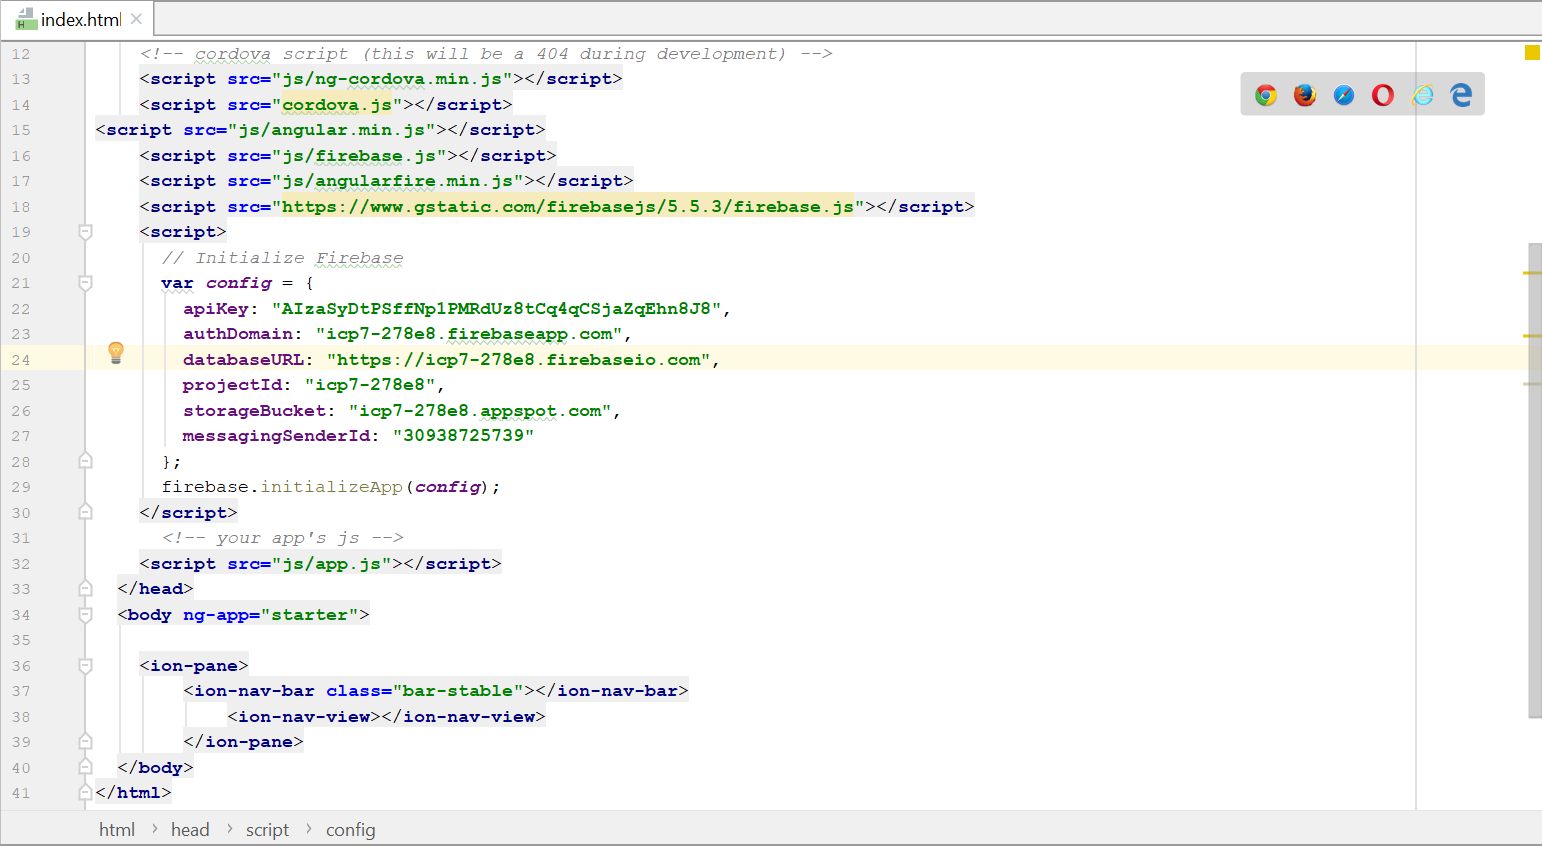 index.html
12 <!-- cordova script (this will be a 404 during development) -->
13 <script src="js/ng-cordova.min.js"></script>
14 <script src="cordova.js"></script>
15 <script src="js/angular.min.js"></script>
16 <script src="js/firebase.js"></script>
17 <script src="js/angularfire.min.js"></script>
18 <script src="https://www.gstatic.com/firebasejs/5.5.3/firebase.js"></script>
19 <script>
20 // Initialize Firebase
21 var config = {
22 apiKey: "AIzaSyDtPSffNp1PMRdUz8tCq4qCSjaZqEhn8J8",
23 authDomain: "icp7-278e8.firebaseapp.com",
24 databaseURL: "https://icp7-278e8.firebaseio.com",
25 projectId: "icp7-278e8",
26 storageBucket: "icp7-278e8.appspot.com",
27 messagingSenderId: "30938725739"
28 };
29 firebase.initializeApp(config);
30 </script>
31 <!-- your app's js -->
32 <script src="js/app.js"></script>
33 </head>
34 <body ng-app="starter">
35
36 <ion-pane>
37 <ion-nav-bar class="bar-stable"></ion-nav-bar>
38 <ion-nav-view></ion-nav-view>
39 </ion-pane>
40 </body>
41 </html>
html › head › script › config